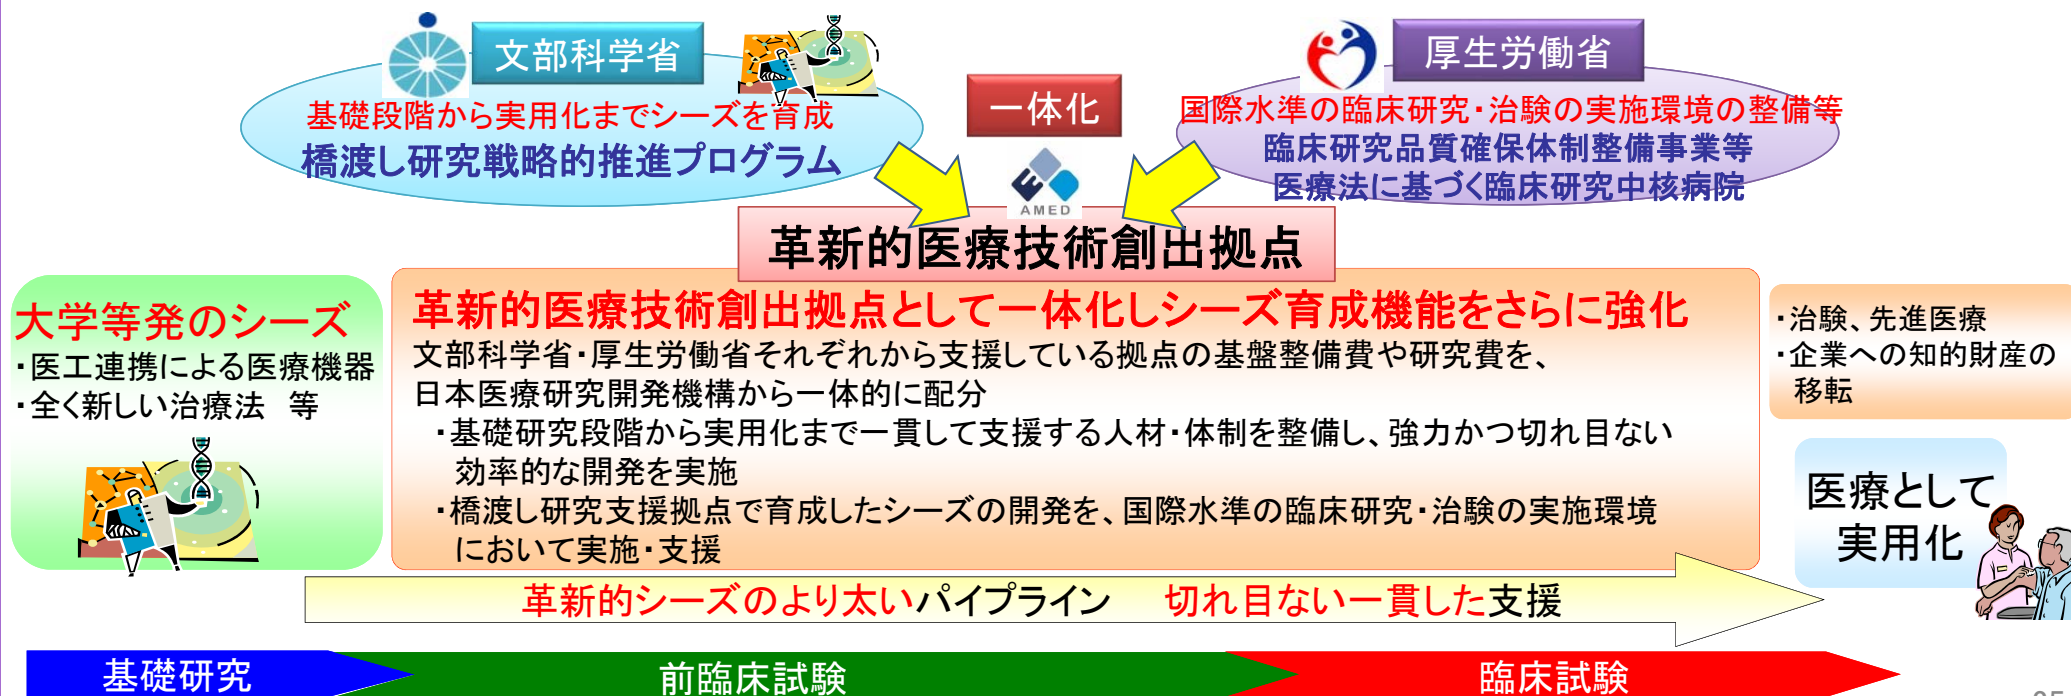 文部科学省
基礎段階から実用化までシーズを育成
橋渡し研究戦略的推進プログラム
一体化
AMED
厚生労働省
国際水準の臨床研究・治験の実施環境の整備等
臨床研究品質確保体制整備事業等
医療法に基づく臨床研究中核病院
革新的医療技術創出拠点
大学等発のシーズ
・医工連携による医療機器
・全く新しい治療法 等
革新的医療技術創出拠点として一体化しシーズ育成機能をさらに強化
文部科学省・厚生労働省それぞれから支援している拠点の基盤整備費や研究費を、
日本医療研究開発機構から一体的に配分
・基礎研究段階から実用化まで一貫して支援する人材・体制を整備し、強力かつ切れ目ない
効率的な開発を実施
・橋渡し研究支援拠点で育成したシーズの開発を、国際水準の臨床研究・治験の実施環境
において実施・支援
・治験、先進医療
・企業への知的財産の
移転
医療として
実用化
革新的シーズのより太いパイプライン 切れ目ない一貫した支援
基礎研究
前臨床試験
臨床試験